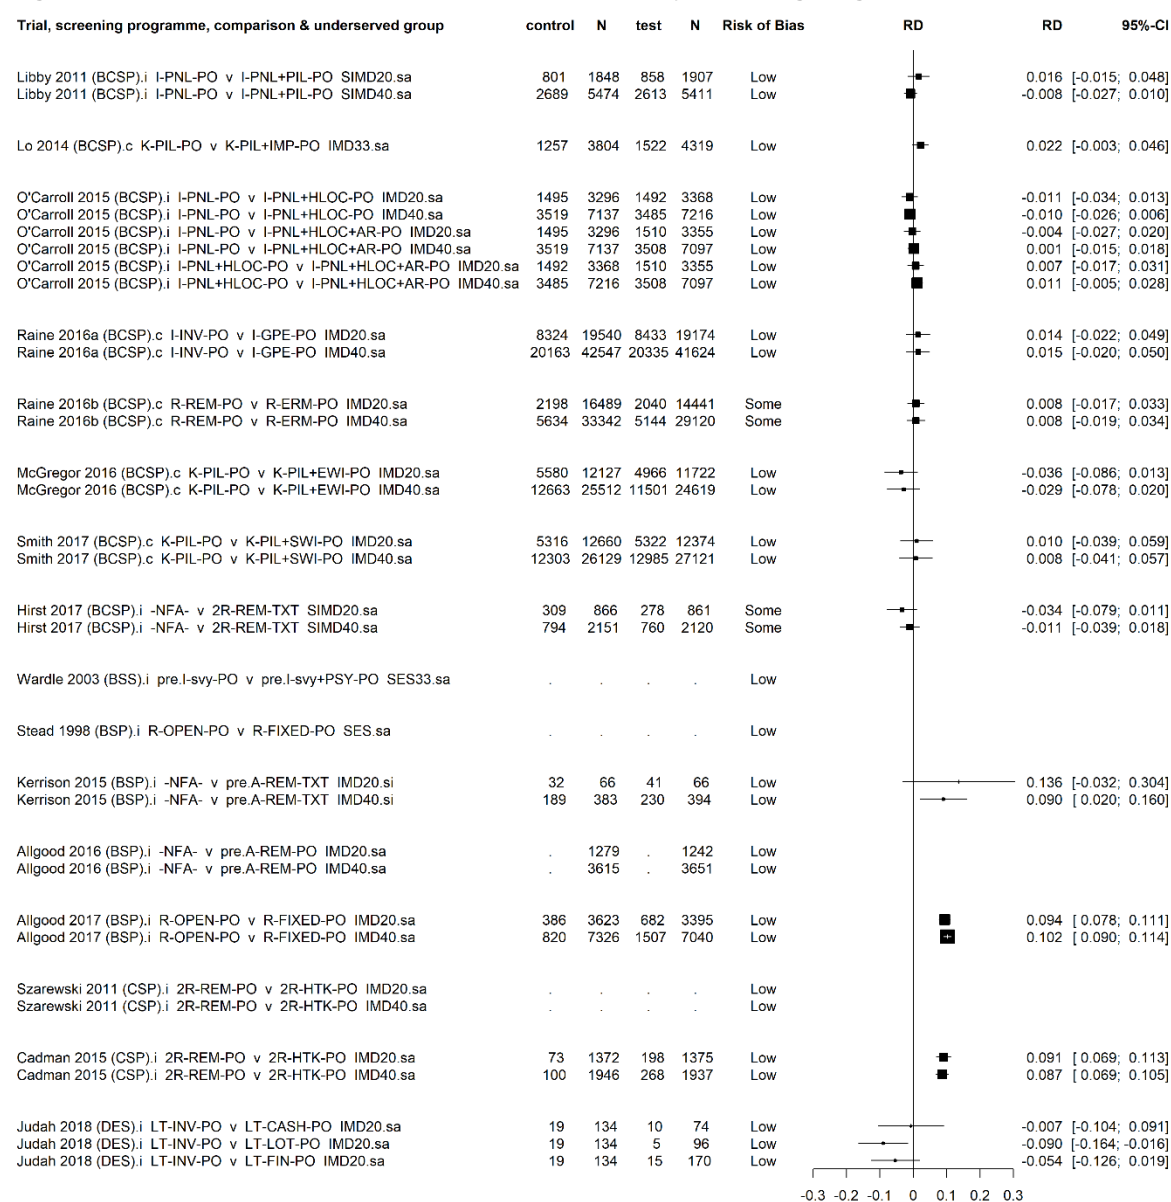 Trial, screening programme, comparison & underserved group control N test N Risk of Bias RD RD 95%-CI
Libby 2011 (BCSP).i I-PNL-PO v I-PNL+PIL-PO SIMD20.sa 801 1848 858 1907 Low 0.016 [-0.015; 0.048]
Libby 2011 (BCSP).i I-PNL-PO v I-PNL+PIL-PO SIMD40.sa 2689 5474 2613 5411 Low -0.008 [-0.027; 0.010]
Lo 2014 (BCSP).c K-PIL-PO v K-PIL+IMP-PO IMD33.sa 1257 3804 1522 4319 Low 0.022 [-0.003; 0.046]
O'Carroll 2015 (BCSP).i I-PNL-PO v I-PNL+HLOC-PO IMD20.sa 1495 3296 1492 3368 Low -0.011 [-0.034; 0.013]
O'Carroll 2015 (BCSP).i I-PNL-PO v I-PNL+HLOC-PO IMD40.sa 3519 7137 3485 7216 Low -0.010 [-0.026; 0.006]
O'Carroll 2015 (BCSP).i I-PNL-PO v I-PNL+HLOC+AR-PO IMD20.sa 1495 3296 1510 3355 Low -0.004 [-0.027; 0.020]
O'Carroll 2015 (BCSP).i I-PNL-PO v I-PNL+HLOC+AR-PO IMD40.sa 3519 7137 3508 7097 Low 0.001 [-0.015; 0.018]
O'Carroll 2015 (BCSP).i I-PNL+HLOC-PO v I-PNL+HLOC+AR-PO IMD20.sa 1492 3368 1510 3355 Low 0.007 [-0.017; 0.031]
O'Carroll 2015 (BCSP).i I-PNL+HLOC-PO v I-PNL+HLOC+AR-PO IMD40.sa 3485 7216 3508 7097 Low 0.011 [-0.005; 0.028]
Raine 2016a (BCSP).c I-INV-PO v I-GPE-PO IMD20.sa 8324 19540 8433 19174 Low 0.014 [-0.022; 0.049]
Raine 2016a (BCSP).c I-INV-PO v I-GPE-PO IMD40.sa 20163 42547 20335 41624 Low 0.015 [-0.020; 0.050]
Raine 2016b (BCSP).c R-REM-PO v R-ERM-PO IMD20.sa 2198 16489 2040 14441 Some 0.008 [-0.017; 0.033]
Raine 2016b (BCSP).c R-REM-PO v R-ERM-PO IMD40.sa 5634 33342 5144 29120 Some 0.008 [-0.019; 0.034]
McGregor 2016 (BCSP).c K-PIL-PO v K-PIL+EWI-PO IMD20.sa 5580 12127 4966 11722 Low -0.036 [-0.086; 0.013]
McGregor 2016 (BCSP).c K-PIL-PO v K-PIL+EWI-PO IMD40.sa 12663 25512 11501 24619 Low -0.029 [-0.078; 0.020]
Smith 2017 (BCSP).c K-PIL-PO v K-PIL+SWI-PO IMD20.sa 5316 12660 5322 12374 Low 0.010 [-0.039; 0.059]
Smith 2017 (BCSP).c K-PIL-PO v K-PIL+SWI-PO IMD40.sa 12303 26129 12985 27121 Low 0.008 [-0.041; 0.057]
Hirst 2017 (BCSP).i -NFA- v 2R-REM-TXT SIMD20.sa 309 866 278 861 Some -0.034 [-0.079; 0.011]
Hirst 2017 (BCSP).i -NFA- v 2R-REM-TXT SIMD40.sa 794 2151 760 2120 Some -0.011 [-0.039; 0.018]
Wardle 2003 (BSS).i pre.I-svy-PO v pre.I-svy+PSY-PO SES33.sa . . . . Low
Stead 1998 (BSP).i R-OPEN-PO v R-FIXED-PO SES.sa . . . . Low
Kerrison 2015 (BSP).i -NFA- v pre.A-REM-TXT IMD20.si 32 66 41 66 Low 0.136 [-0.032; 0.304]
Kerrison 2015 (BSP).i -NFA- v pre.A-REM-TXT IMD40.si 189 383 230 394 Low 0.090 [ 0.020; 0.160]
Allgood 2016 (BSP).i -NFA- v pre.A-REM-PO IMD20.sa . 1279 . 1242 Low
Allgood 2016 (BSP).i -NFA- v pre.A-REM-PO IMD40.sa . 3615 . 3651 Low
Allgood 2017 (BSP).i R-OPEN-PO v R-FIXED-PO IMD20.sa 386 3623 682 3395 Low 0.094 [ 0.078; 0.111]
Allgood 2017 (BSP).i R-OPEN-PO v R-FIXED-PO IMD40.sa 820 7326 1507 7040 Low 0.102 [ 0.090; 0.114]
Szarewski 2011 (CSP).i 2R-REM-PO v 2R-HTK-PO IMD20.sa . . . . Low
Szarewski 2011 (CSP).i 2R-REM-PO v 2R-HTK-PO IMD40.sa . . . . Low
Cadman 2015 (CSP).i 2R-REM-PO v 2R-HTK-PO IMD20.sa 73 1372 198 1375 Low 0.091 [ 0.069; 0.113]
Cadman 2015 (CSP).i 2R-REM-PO v 2R-HTK-PO IMD40.sa 100 1946 268 1937 Low 0.087 [ 0.069; 0.105]
Judah 2018 (DES).i LT-INV-PO v LT-CASH-PO IMD20.sa 19 134 10 74 Low -0.007 [-0.104; 0.091]
Judah 2018 (DES).i LT-INV-PO v LT-LOT-PO IMD20.sa 19 134 5 96 Low -0.090 [-0.164; -0.016]
Judah 2018 (DES).i LT-INV-PO v LT-FIN-PO IMD20.sa 19 134 15 170 Low -0.054 [-0.126; 0.019]
-0.3 -0.2 -0.1 0 0.1 0.2 0.3